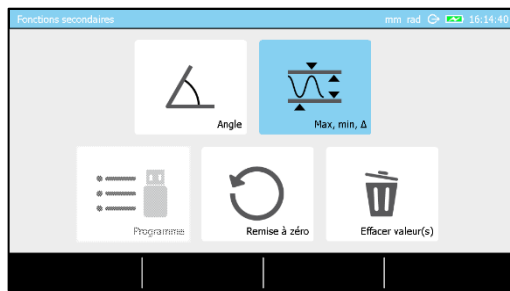 Fonctions secondaires
mm rad 16:14:40
Angle
Max, min, Δ
Programme
Remise à zéro
Effacer valeur(s)